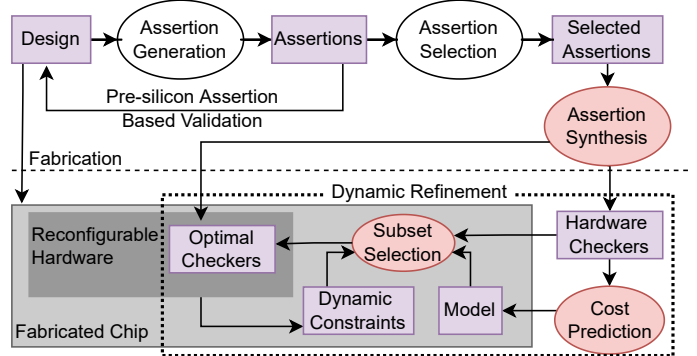 Design
Assertion
Generation
Assertions
Assertion
Selection
Selected
Assertions
Pre-silicon Assertion
Based Validation
Assertion
Synthesis
Fabrication
Dynamic Refinement
Reconfigurable
Hardware
Optimal
Checkers
Subset
Selection
Hardware
Checkers
Dynamic
Constraints
Model
Cost
Prediction
Fabricated Chip